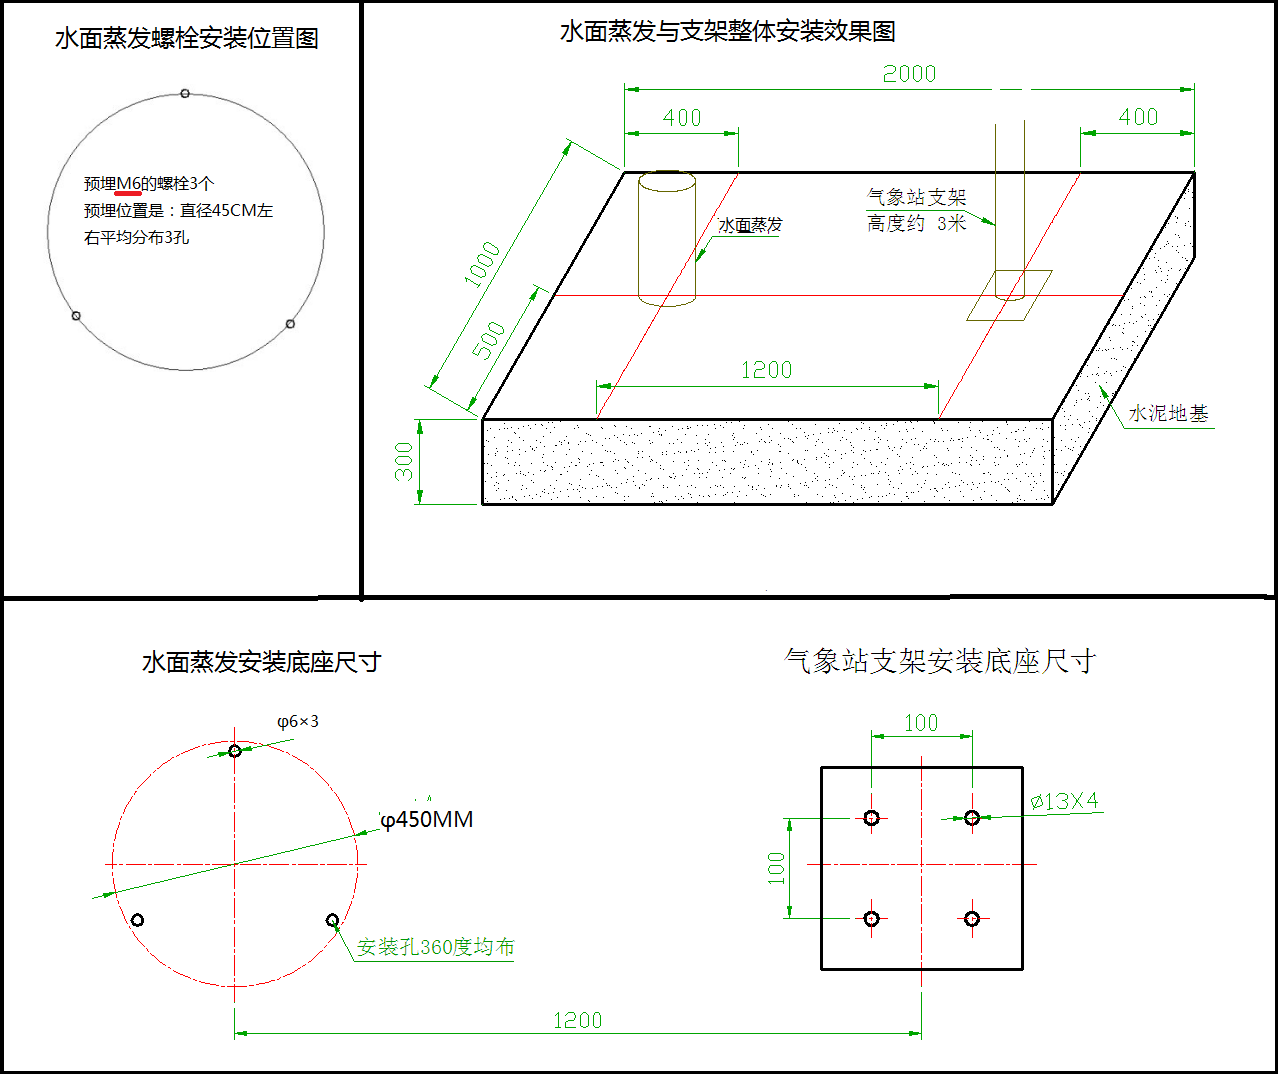 水面蒸发螺栓安装位置图
预埋M6的螺栓3个
预埋位置是：直径45CM左
右平均分布3孔
水面蒸发与支架整体安装效果图
2000
400
400
气象站支架
高度约 3米
水面蒸发
1000
500
1200
水泥地基
300
水面蒸发安装底座尺寸
φ6×3
φ450MM
安装孔360度均布
气象站支架安装底座尺寸
100
Ø13X4
100
1200